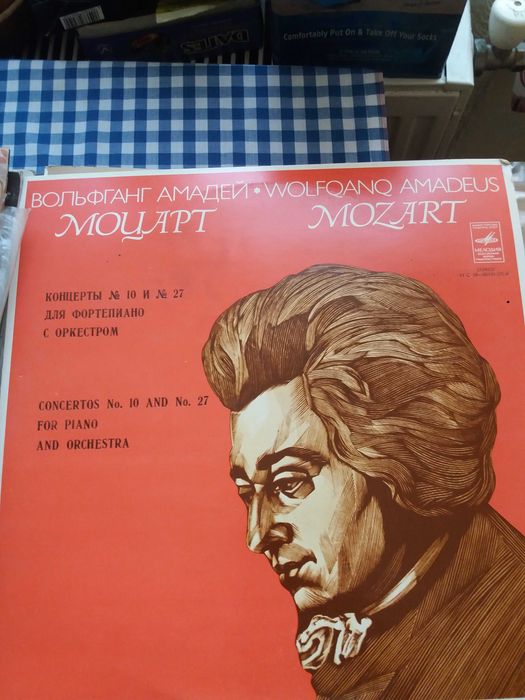 DATES
Comfortably Put On & Take Off Your Socks
ВОЛЬФГАНГ АМАДЕЙ • WOLFQANQ AMADEUS
МОЦАРТ MOZART
МЕЛОДИЯ
КОНЦЕРТЫ № 10 И № 27
ДЛЯ ФОРТЕПИАНО
С ОРКЕСТРОМ
CONCERTOS No. 10 AND No. 27
FOR PIANO
AND ORCHESTRA